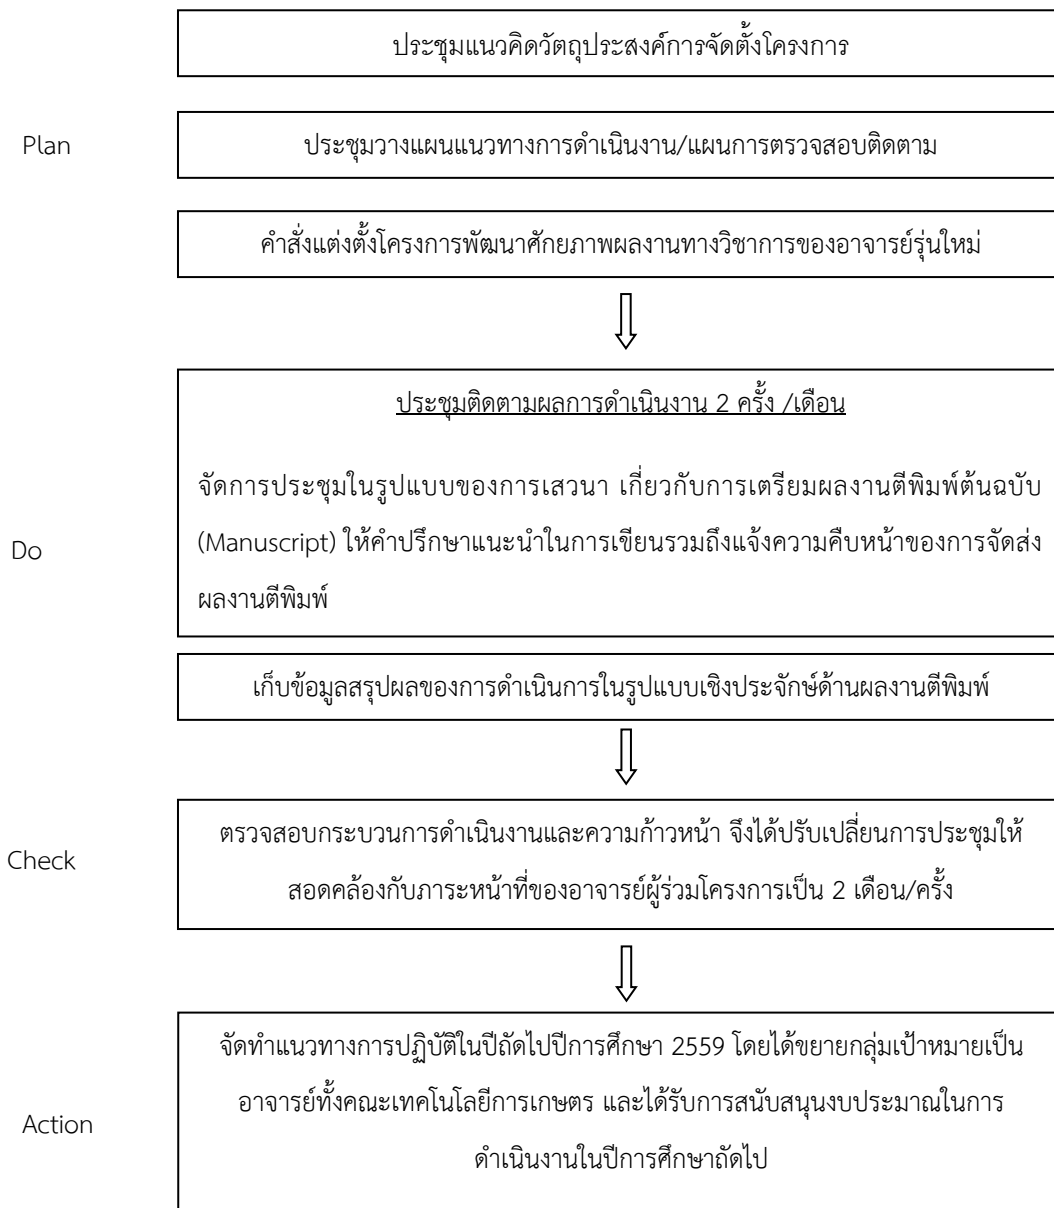 ประชุมแนวคิดวัตถุประสงค์การจัดตั้งโครงการ
Plan
ประชุมวางแผนแนวทางการดำเนินงาน/แผนการตรวจสอบติดตาม
คำสั่งแต่งตั้งโครงการพัฒนาศักยภาพผลงานทางวิชาการของอาจารย์รุ่นใหม่
ประชุมติดตามผลการดำเนินงาน 2 ครั้ง /เดือน
จัดการประชุมในรูปแบบของการเสวนา เกี่ยวกับการเตรียมผลงานตีพิมพ์ต้นฉบับ
(Manuscript) ให้คำปรึกษาแนะนำในการเขียนรวมถึงแจ้งความคืบหน้าของการจัดส่ง
Do
ผลงานตีพิมพ์
เก็บข้อมูลสรุปผลของการดำเนินการในรูปแบบเชิงประจักษ์ด้านผลงานตีพิมพ์
ตรวจสอบกระบวนการดำเนินงานและความก้าวหน้า จึงได้ปรับเปลี่ยนการประชุมให้
Check
สอดคล้องกับภาระหน้าที่ของอาจารย์ผู้ร่วมโครงการเป็น 2 เดือน/ครั้ง
จัดทำแนวทางการปฏิบัติในปีถัดไปปีการศึกษา 2559 โดยได้ขยายกลุ่มเป้าหมายเป็น
อาจารย์ทั้งคณะเทคโนโลยีการเกษตร และได้รับการสนับสนุนงบประมาณในการ
Action
ดำเนินงานในปีการศึกษาถัดไป